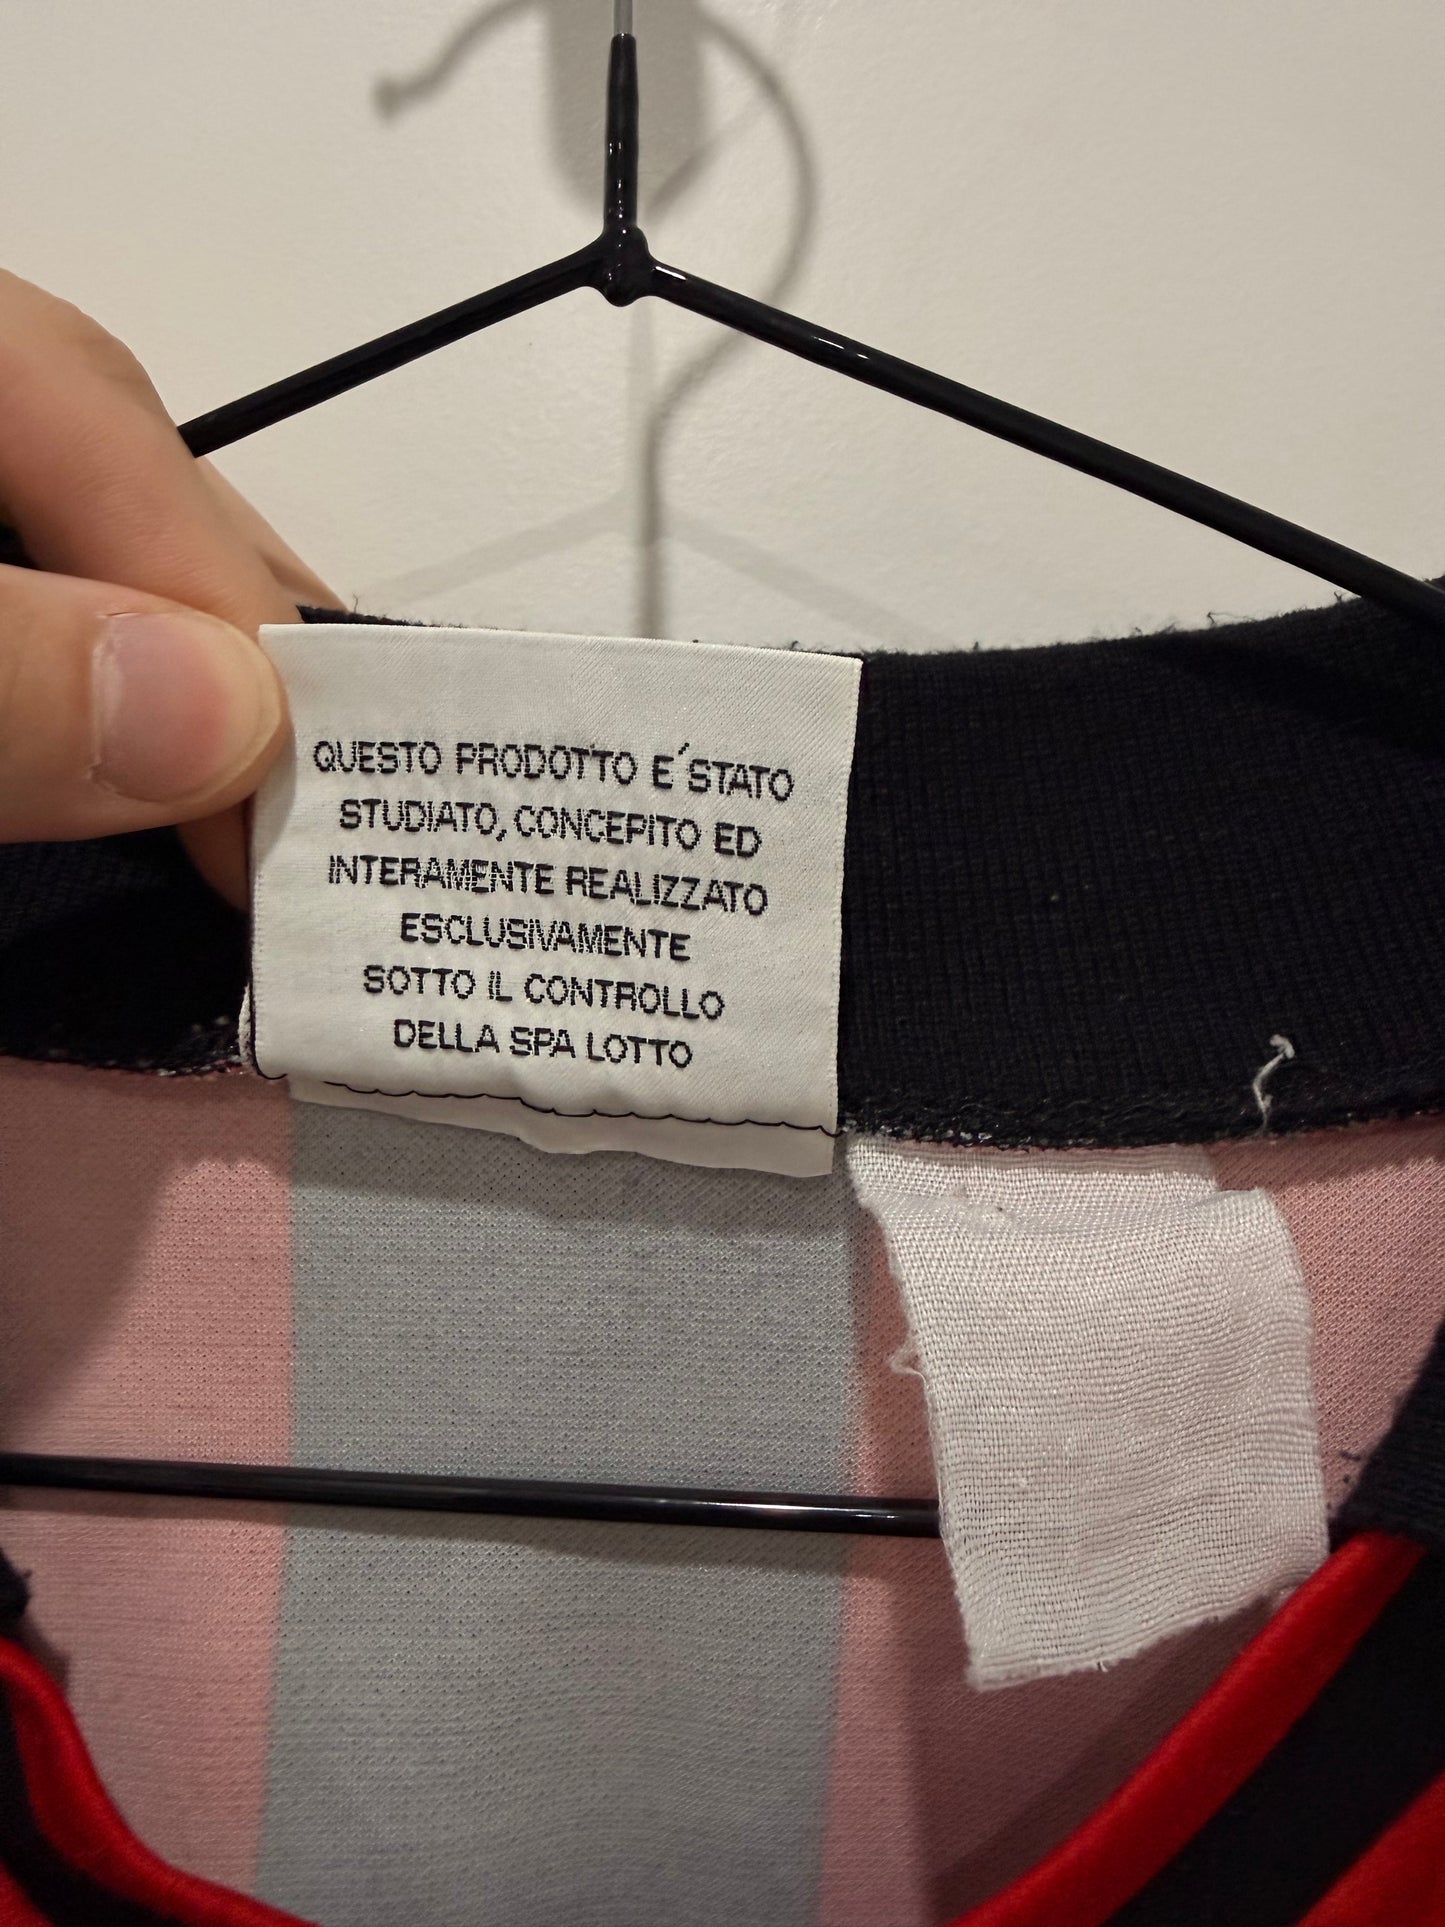 QUESTO PRODOTTO E´STATO
STUDIATO, CONCEPITO ED
INTERAMENTE REALIZZATO
ESCLUSIVAMENTE
SOTTO IL CONTROLLO
DELLA SPA LOTTO